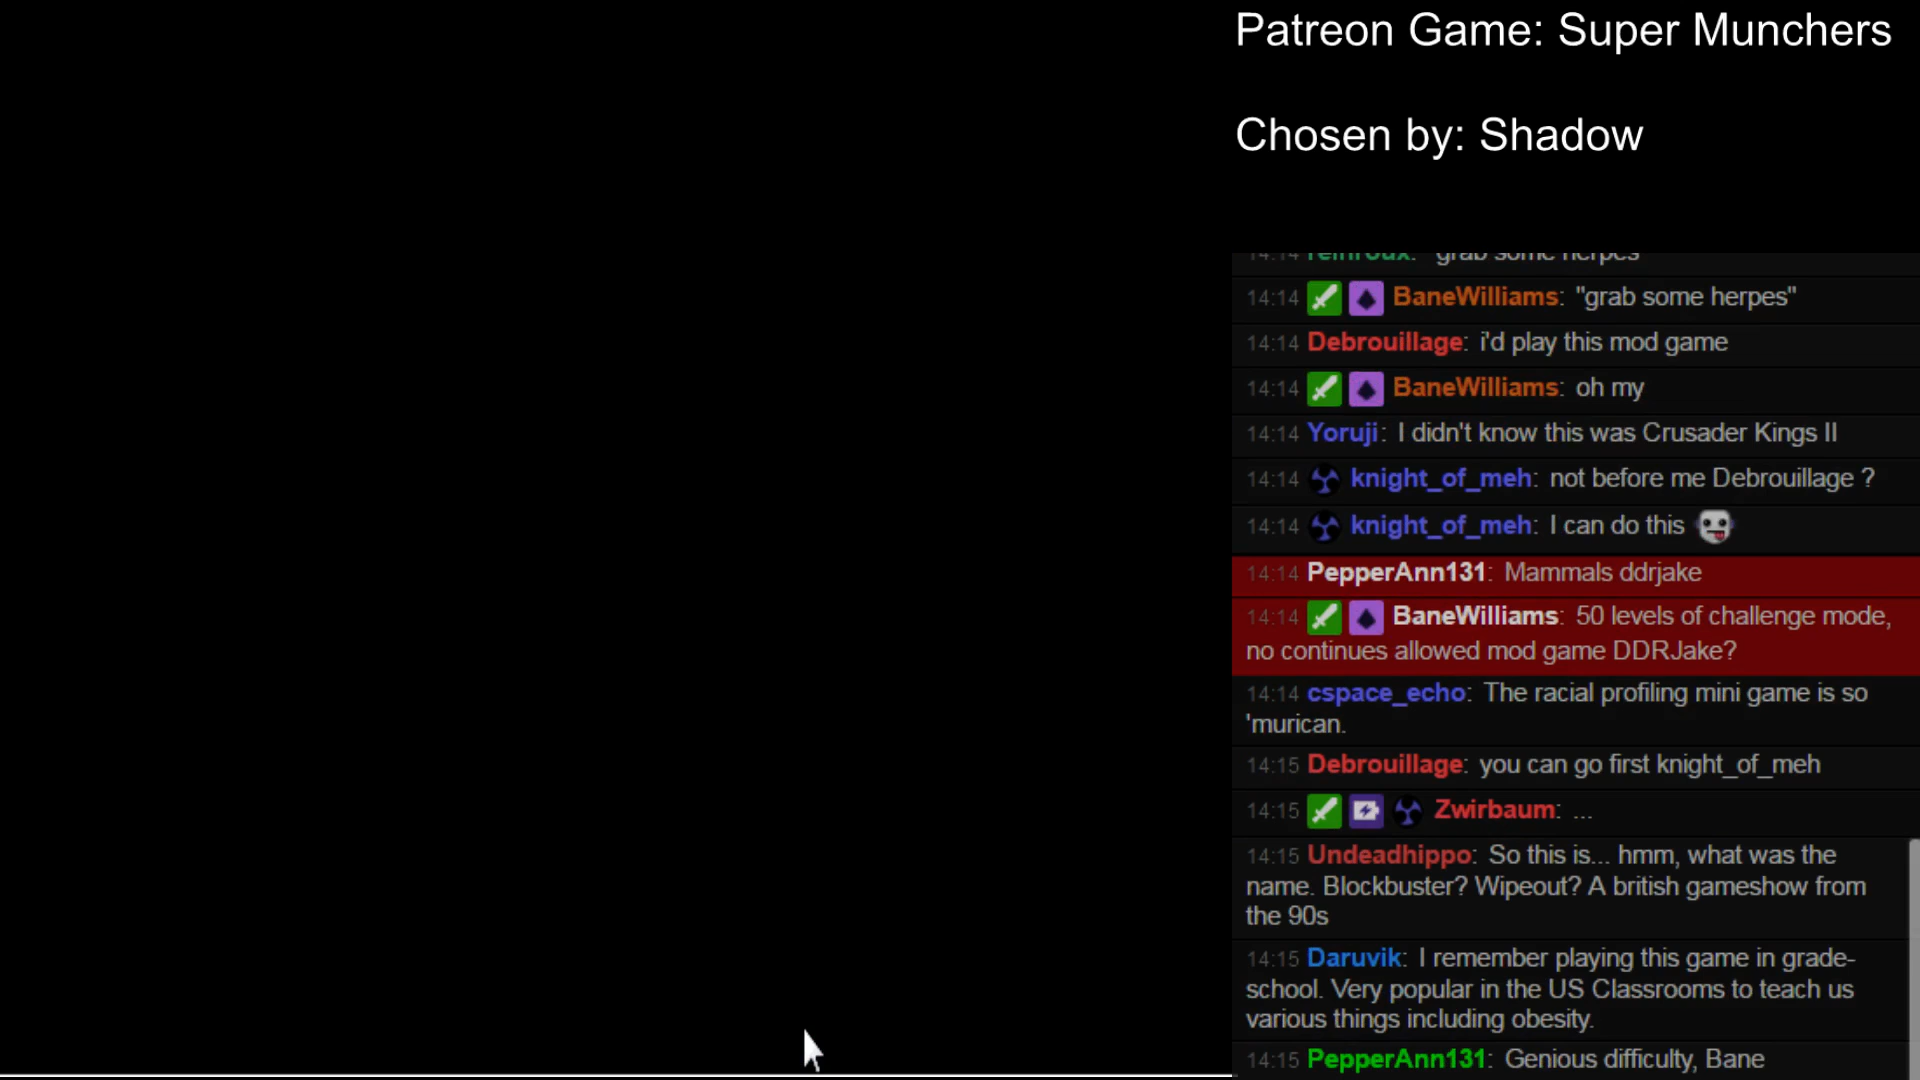 Patreon Game: Super Munchers
Chosen by: Shadow
14:14 reinroux: "grab some herpes"
14:14 BaneWilliams: "grab some herpes"
14:14 Debrouillage: i'd play this mod game
14:14 BaneWilliams: oh my
14:14 Yoruji: I didn't know this was Crusader Kings II
14:14 knight_of_meh: not before me Debrouillage ?
14:14 knight_of_meh: I can do this
14:14 PepperAnn131: Mammals ddrjake
14:14 BaneWilliams: 50 levels of challenge mode,
no continues allowed mod game DDRJake?
14:14 cspace_echo: The racial profiling mini game is so
'murican.
14:15 Debrouillage: you can go first knight_of_meh
14:15 Zwirbaum: ...
14:15 Undeadhippo: So this is... hmm, what was the
name. Blockbuster? Wipeout? A british gameshow from
the 90s
14:15 Daruvik: I remember playing this game in grade-
school. Very popular in the US Classrooms to teach us
various things including obesity.
14:15 PepperAnn131: Genious difficulty, Bane